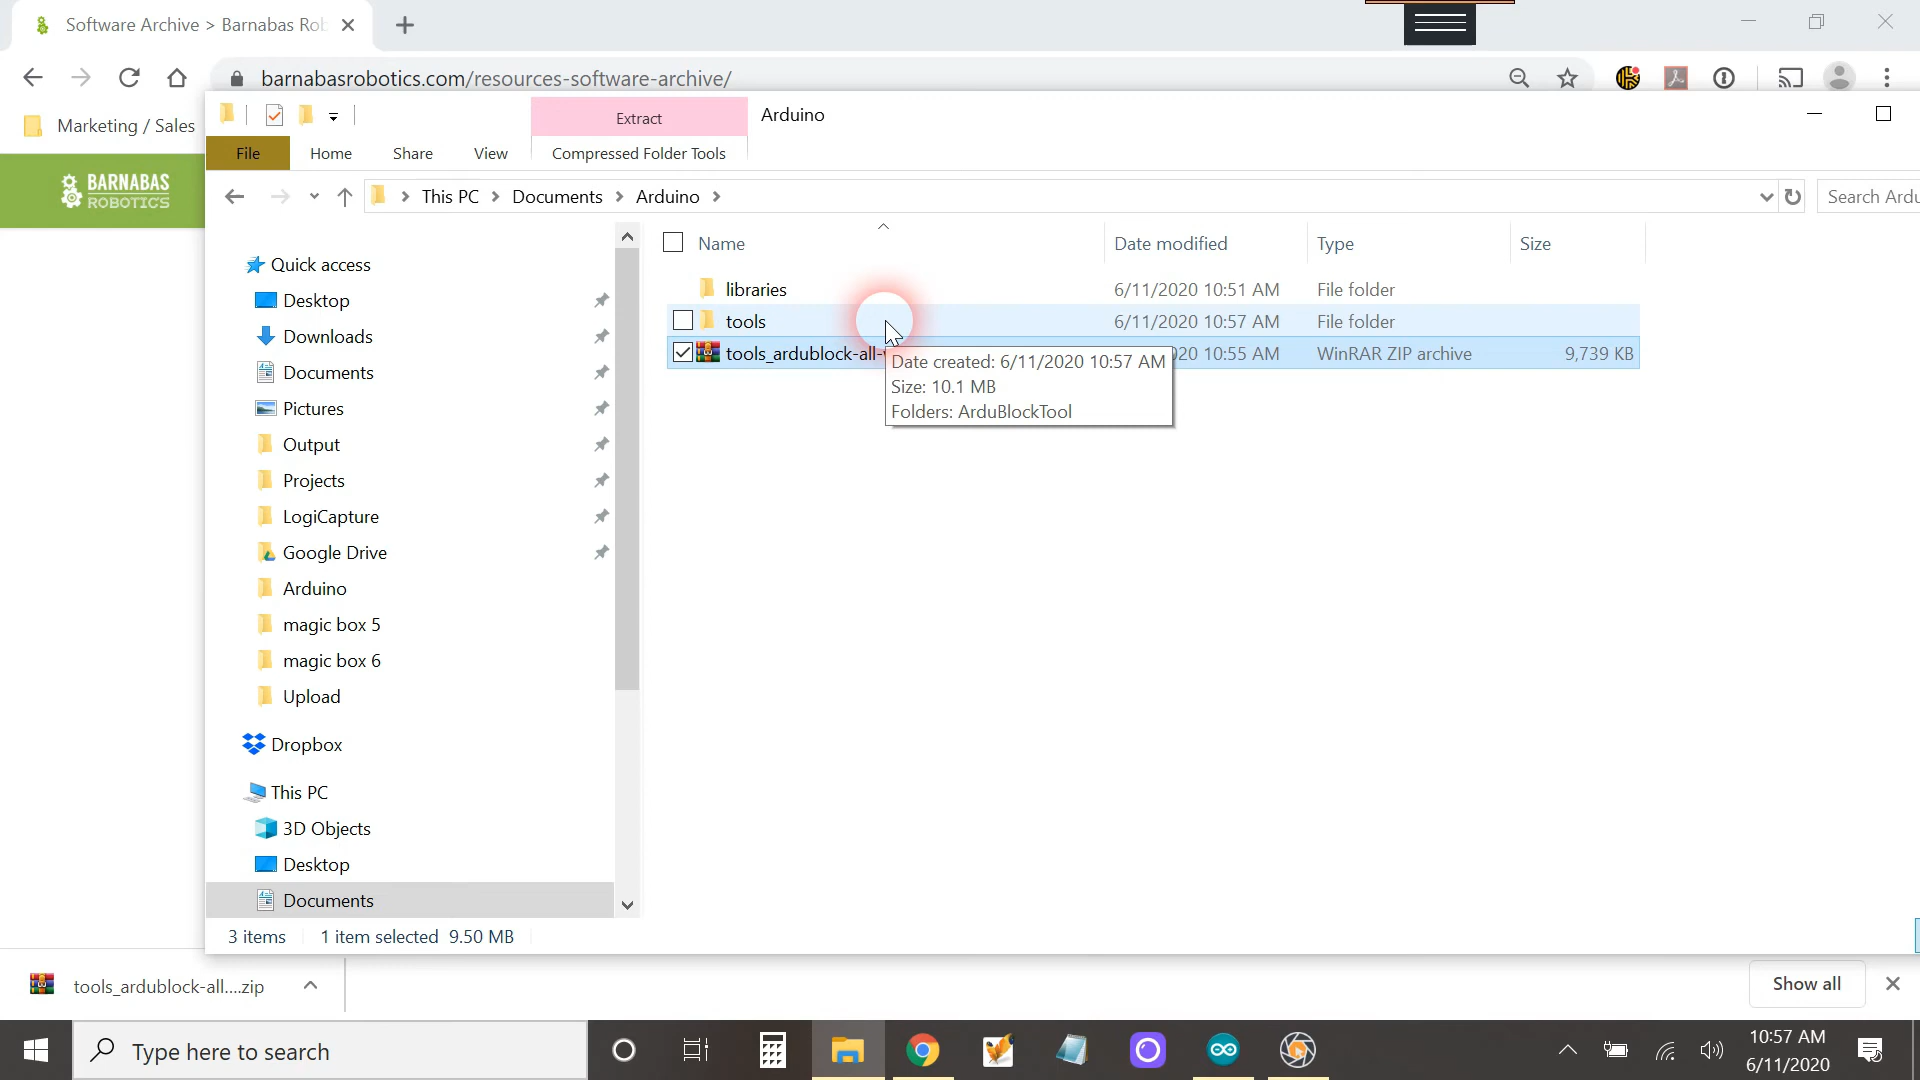 Software Archive > Barnabas Rob
barnabasrobotics.com/resources-software-archive/
Marketing / Sales
BARNABAS
ROBOTICS
Extract
Arduino
File
Home
Share
View
Compressed Folder Tools
This PC > Documents > Arduino >
Search Ardu
Name
Date modified
Type
Size
libraries
6/11/2020 10:51 AM
File folder
tools
6/11/2020 10:57 AM
File folder
tools_ardublock-all-
20 10:55 AM
WinRAR ZIP archive
9,739 KB
Date created: 6/11/2020 10:57 AM
Size: 10.1 MB
Folders: ArduBlockTool
Quick access
Desktop
Downloads
Documents
Pictures
Output
Projects
LogiCapture
Google Drive
Arduino
magic box 5
magic box 6
Upload
Dropbox
This PC
3D Objects
Desktop
Documents
3 items
1 item selected 9.50 MB
tools_ardublock-all....zip
Show all
Type here to search
10:57 AM
6/11/2020